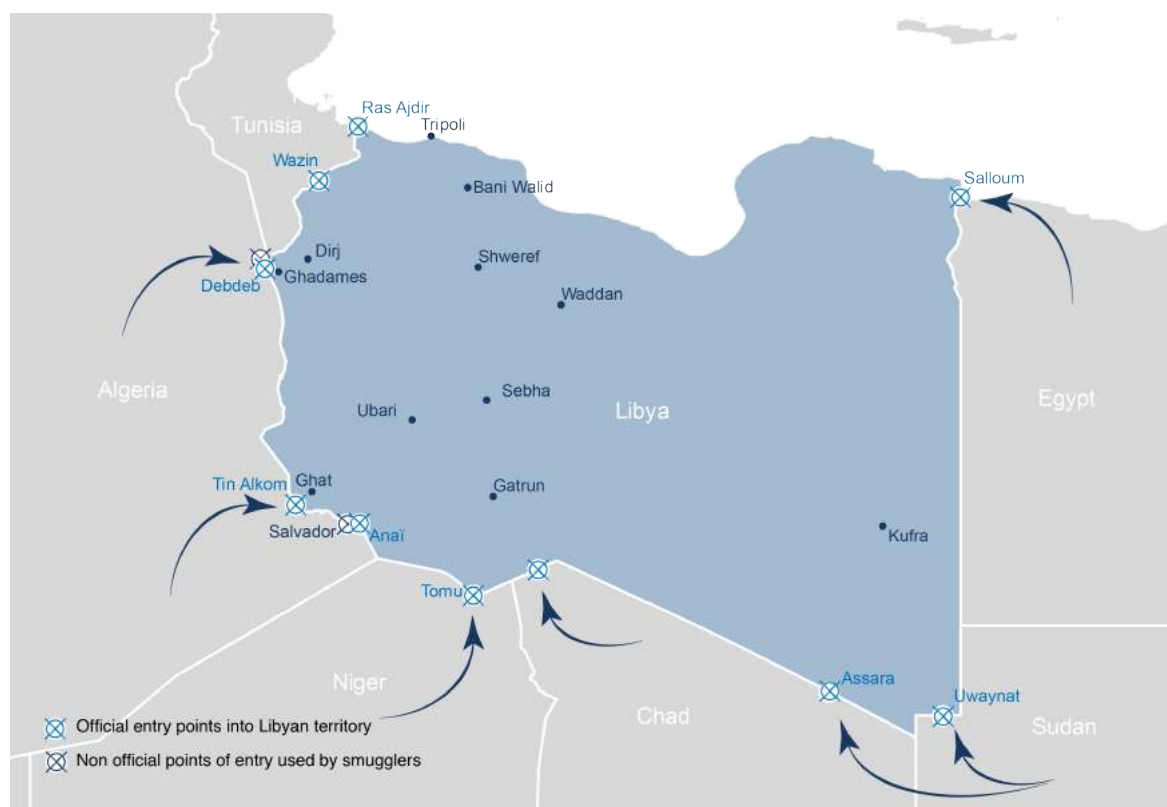 Ras Ajdir
Tripoli
Tunisia
Wazin
Salloum
Bani Walid
Dirj
Shweref
Ghadames
Debdeb
Waddan
Algeria
Sebha
Egypt
Ubari
Libya
Ghat
Tin Alkom
Gatrun
Salvador
Anaï
Kufra
Tomu
Assara
Niger
Uwaynat
Chad
Sudan
Official entry points into Libyan territory
Non official points of entry used by smugglers